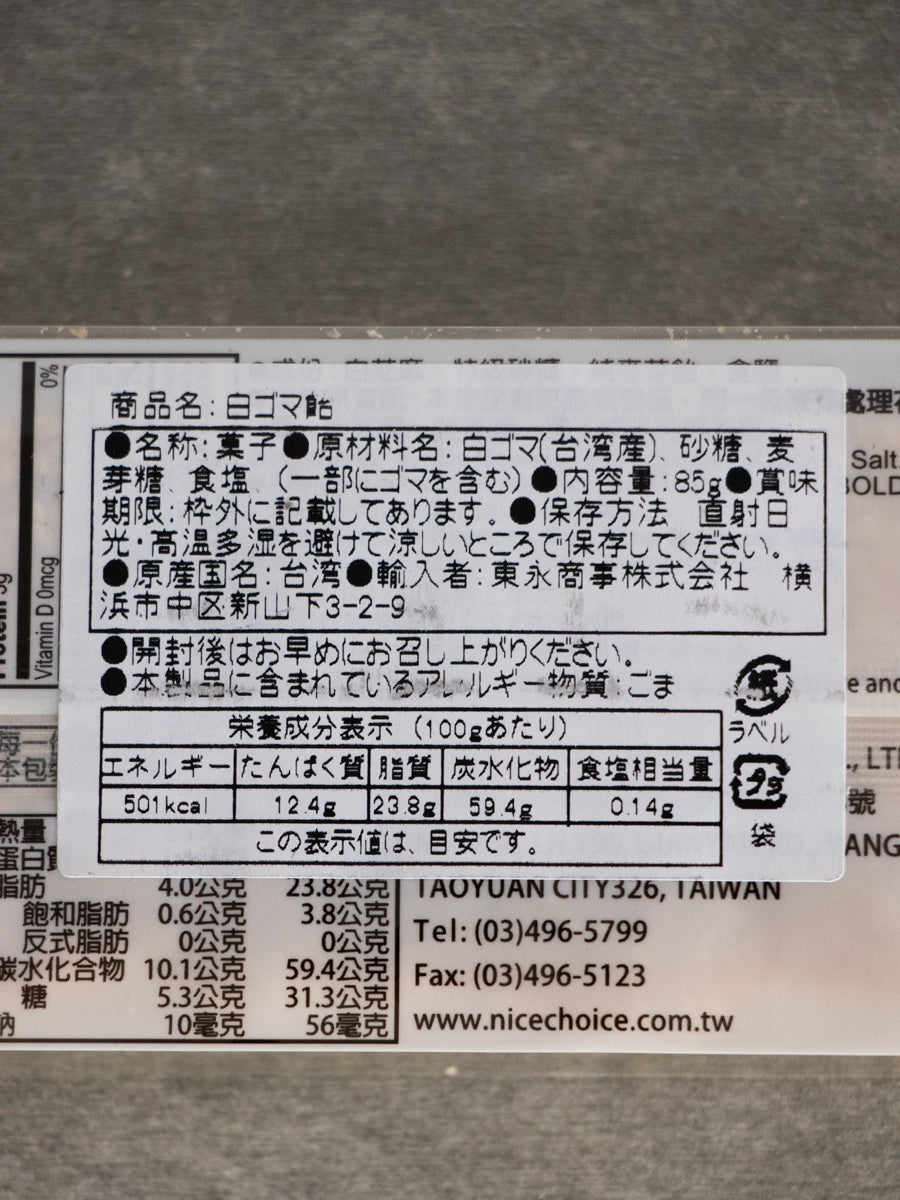 商品名:白ゴマ飴
●名称:菓子●原材料名:白ゴマ(台湾産)、砂糖、麦
芽糖、食塩、(一部にゴマを含む)●内容量:85g●賞味
期限:枠外に記載してあります。●保存方法 直射日
光・高温多湿を避けて涼しいところで保存してください。
●原産国名:台湾●輸入者:東永商事株式会社 横
浜市中区新山下3-2-9
●開封後はお早めにお召し上がりください。
●本製品に含まれているアレルギー物質:ごま
栄養成分表示(100gあたり)
エネルギー たんぱく質 脂質 炭水化物 食塩相当量
501kcal 12.4g 23.8g 59.4g 0.14g
この表示値は、目安です。
紙
ラベル
プラ
袋
0%
Vitamin D 0mcg
處理
Salt
BOLD
e and
., LT
號
YANG
每一
本包裝
熱量
蛋白質
脂肪 4.0公克 23.8公克
飽和脂肪 0.6公克 3.8公克
反式脂肪 0公克 0公克
碳水化合物 10.1公克 59.4公克
糖 5.3公克 31.3公克
鈉 10毫克 56毫克
TAOYUAN CITY326, TAIWAN
Tel: (03)496-5799
Fax: (03)496-5123
www.nicechoice.com.tw